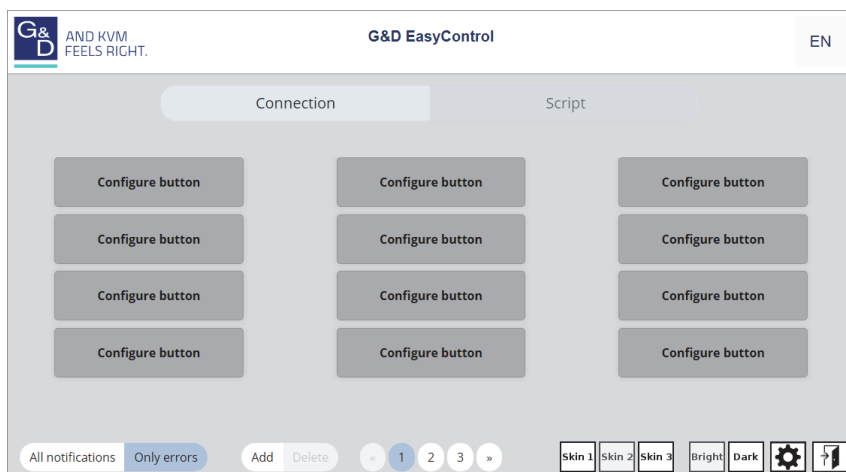 G&D
AND KVM
FEELS RIGHT.
G&D EasyControl
EN
Connection
Script
Configure button
Configure button
Configure button
Configure button
Configure button
Configure button
Configure button
Configure button
Configure button
Configure button
Configure button
Configure button
All notifications
Only errors
Add
Delete
«
1
2
3
»
Skin 1
Skin 2
Skin 3
Bright
Dark